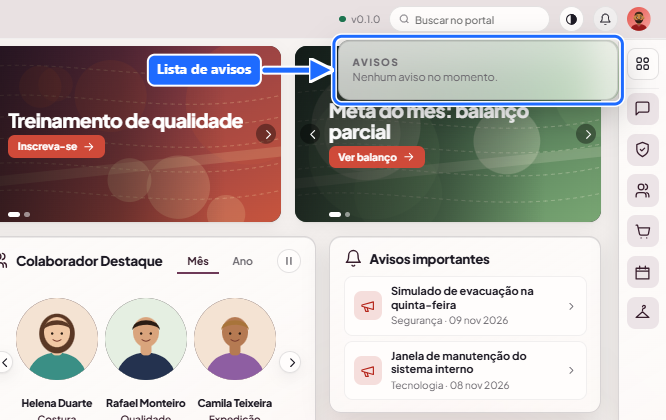 v0.1.0
Buscar no portal
Lista de avisos
AVISOS
Nenhum aviso no momento.
Treinamento de qualidade
Inscreva-se →
Meta do mês: balanço
parcial
Ver balanço →
Colaborador Destaque
Mês
Ano
Helena Duarte
Costura
Rafael Monteiro
Qualidade
Camila Teixeira
Expedição
Avisos importantes
Simulado de evacuação na
quinta-feira
Segurança · 09 nov 2026
Janela de manutenção do
sistema interno
Tecnologia · 08 nov 2026